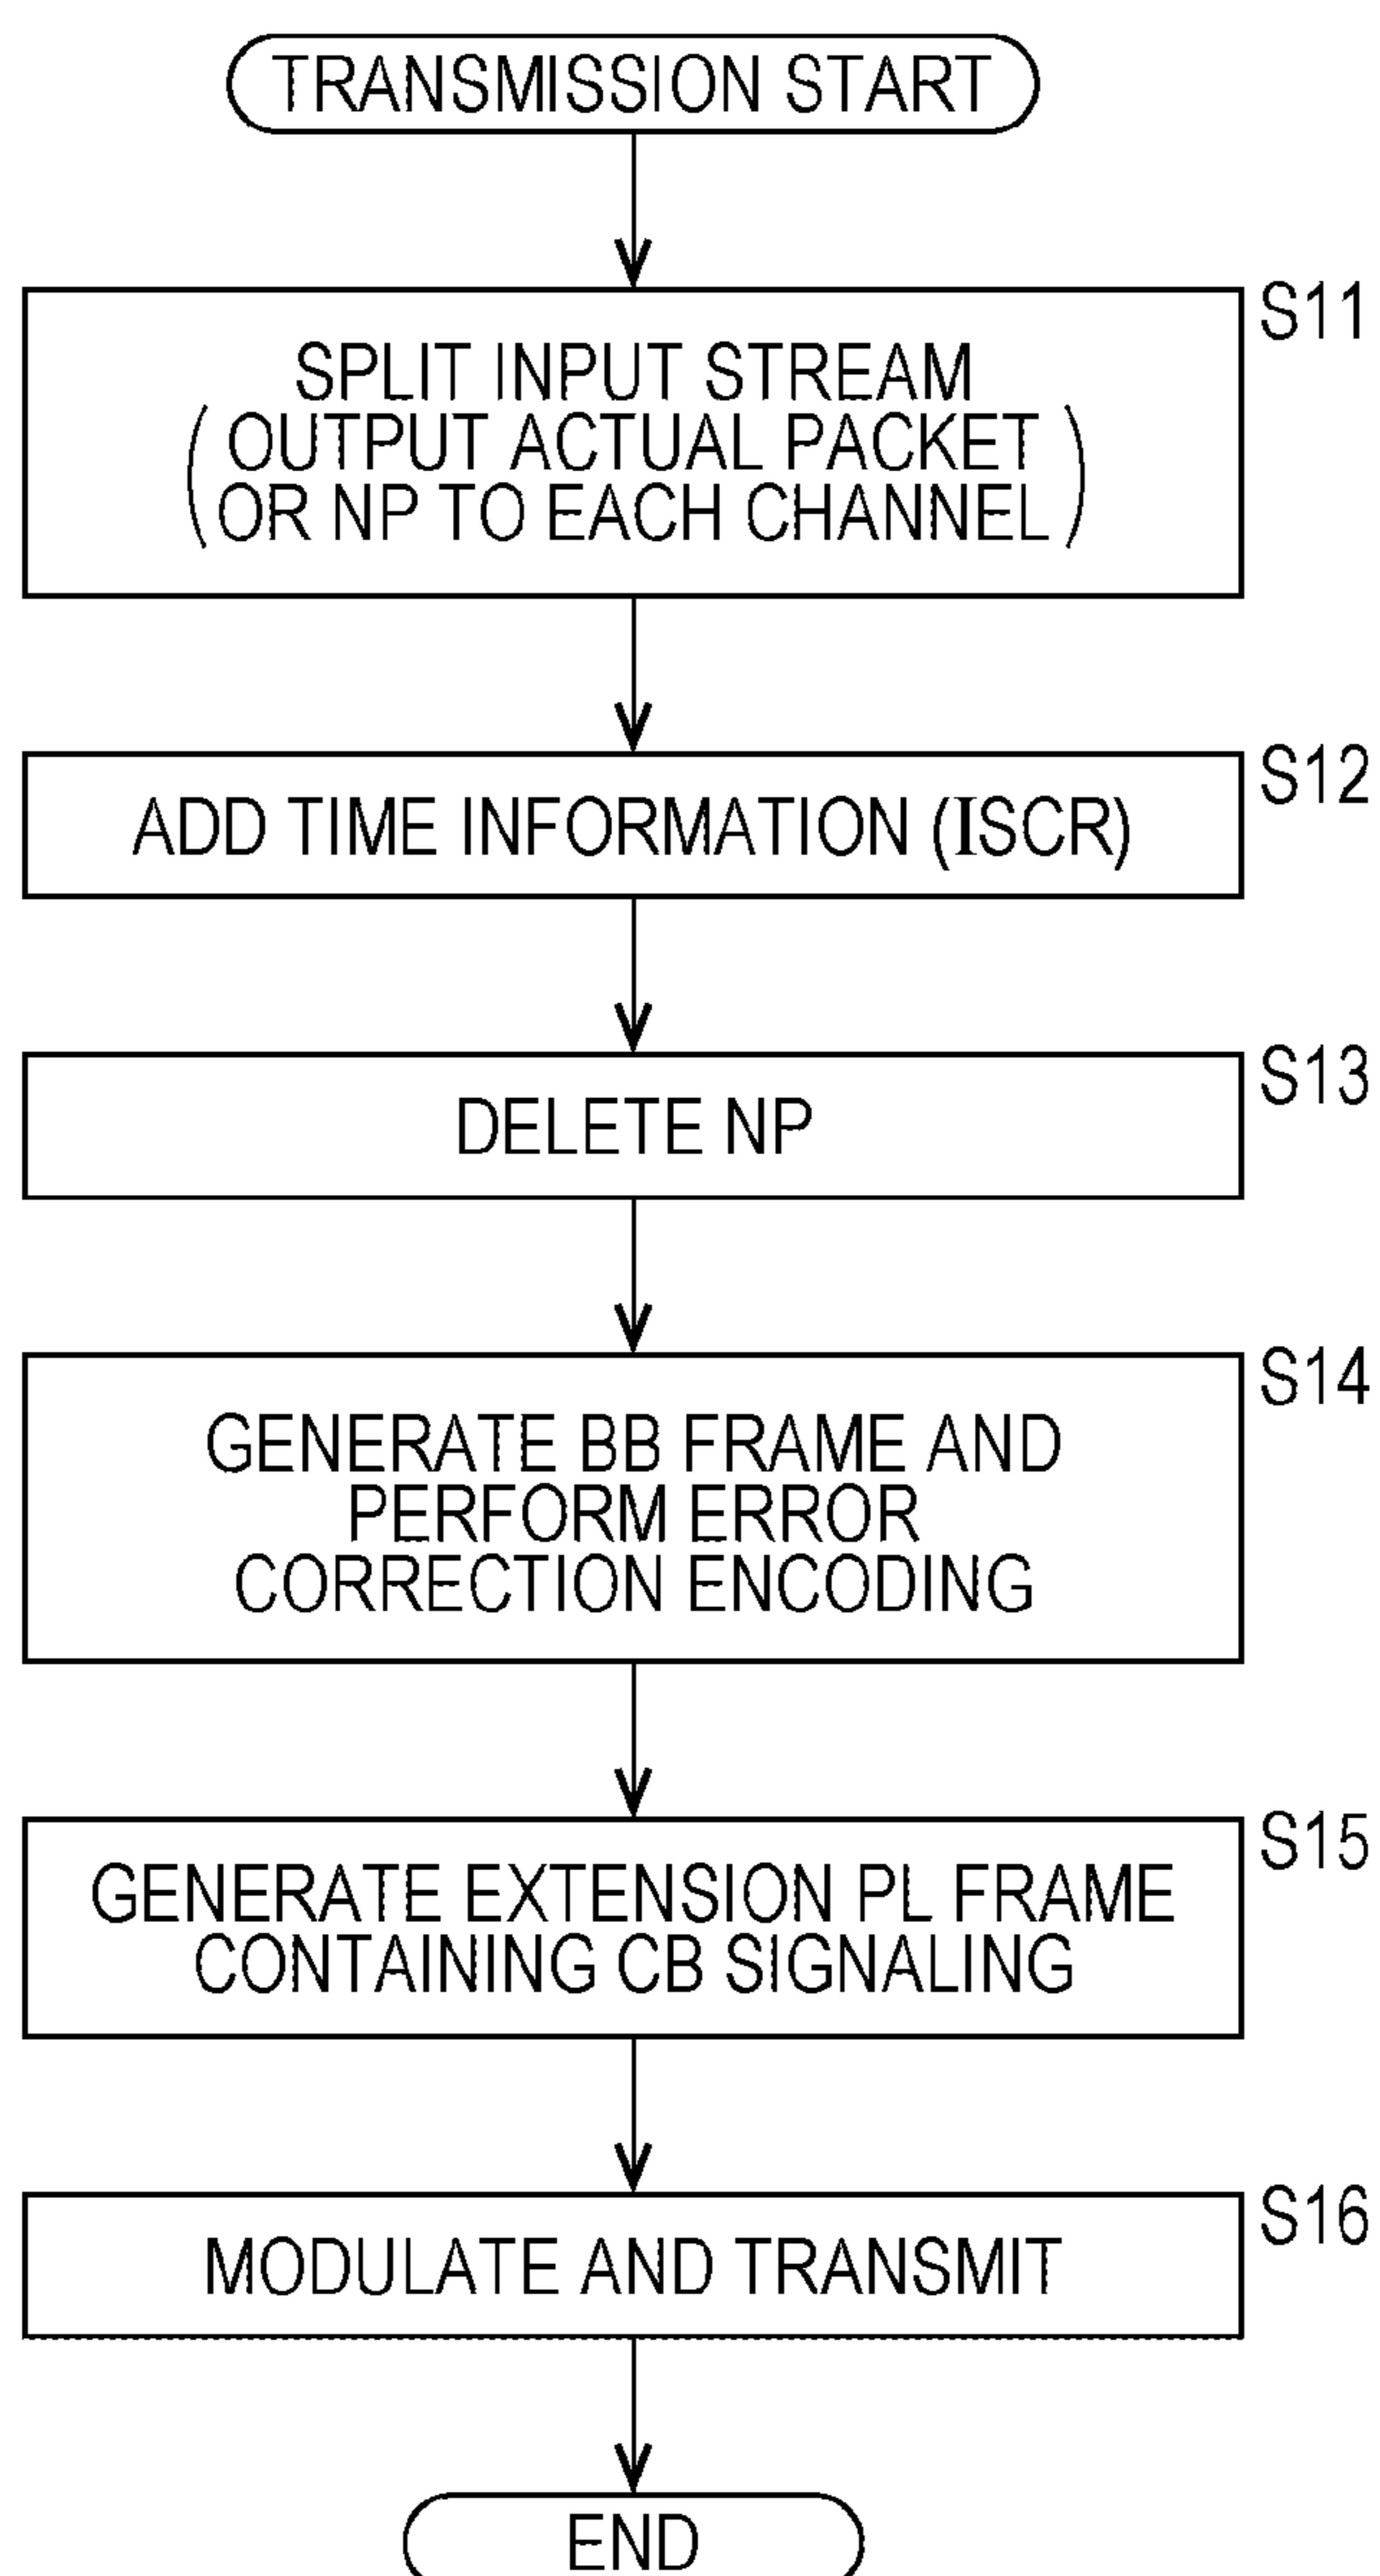 TRANSMISSION START
S11
SPLIT INPUT STREAM
(OUTPUT ACTUAL PACKET
OR NP TO EACH CHANNEL)
S12
ADD TIME INFORMATION (ISCR)
S13
DELETE NP
S14
GENERATE BB FRAME AND
PERFORM ERROR
CORRECTION ENCODING
S15
GENERATE EXTENSION PL FRAME
CONTAINING CB SIGNALING
S16
MODULATE AND TRANSMIT
END